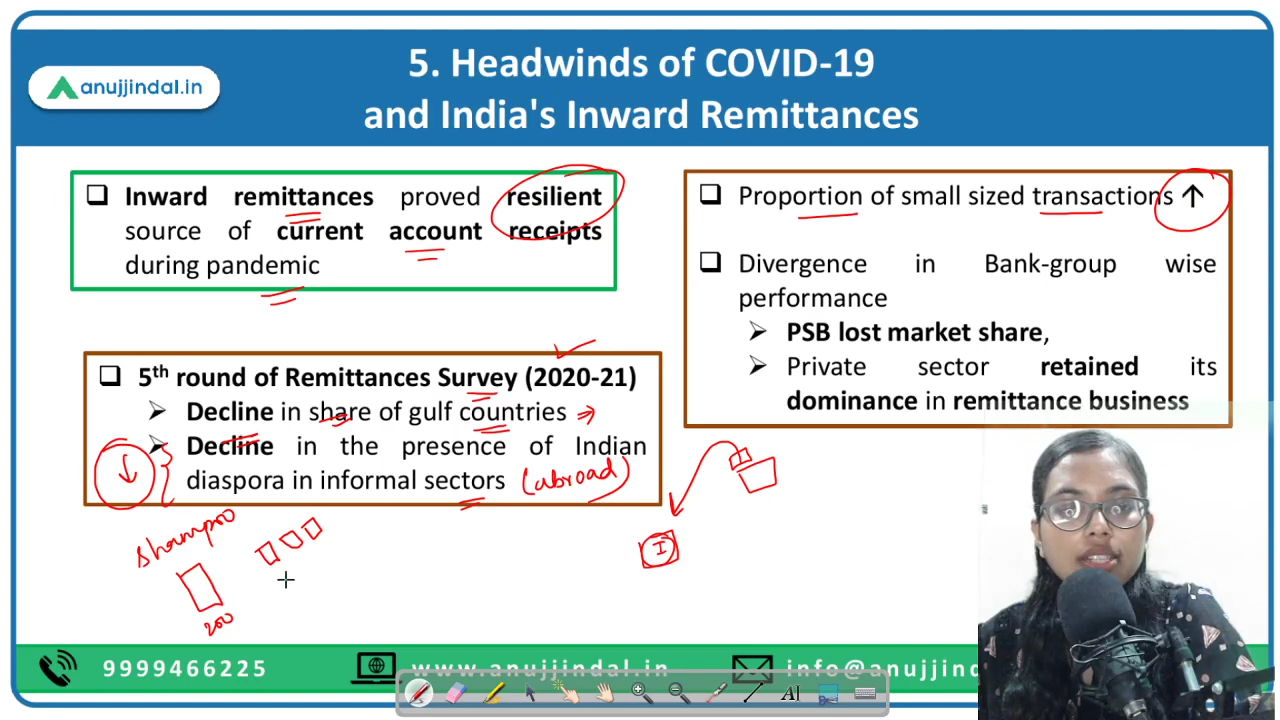 5. Headwinds of COVID-19
and India's Inward Remittances
anujjindal.in
Inward remittances proved resilient
source of current account receipts
during pandemic
5th round of Remittances Survey (2020-21)
Decline in share of gulf countries
Decline in the presence of Indian
diaspora in informal sectors (abroad)
Proportion of small sized transactions ↑
Divergence in Bank-group wise
performance
PSB lost market share,
Private sector retained its
dominance in remittance business
I
I
Shampoo
200
9999466225
www.anujjindal.in
info@anujjind
A